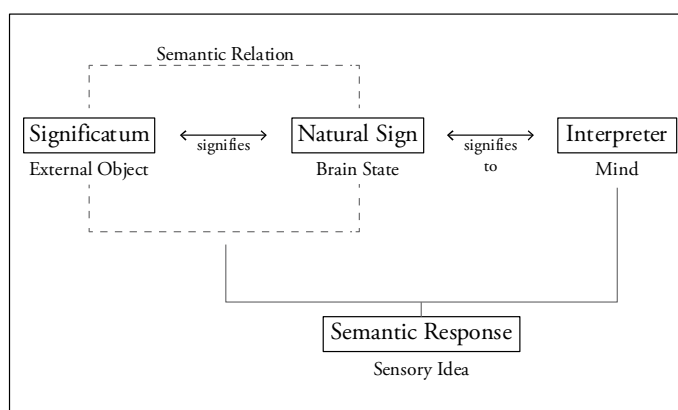 Semantic Relation
Significatum
signifies
Natural Sign
signifies
to
Interpreter
External Object
Brain State
Mind
Semantic Response
Sensory Idea